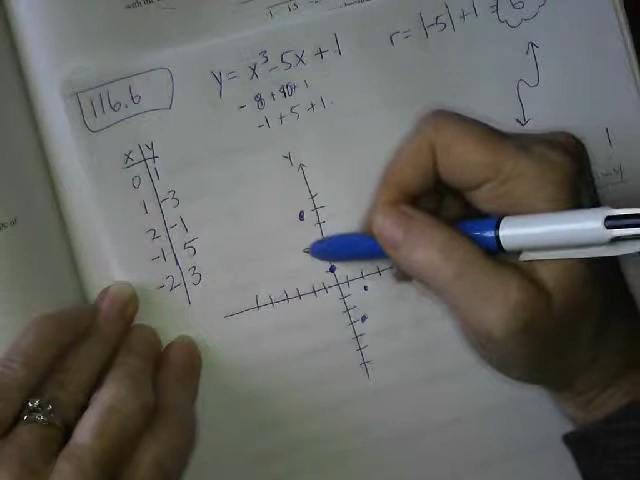 116.6
y = x³ - 5x + 1
r = |-5| + 1 = 6
- 8 + 10 + 1
-1 + 5 + 1
x y
0 1
1 -3
2 -1
-1 5
-2 3
Y
1